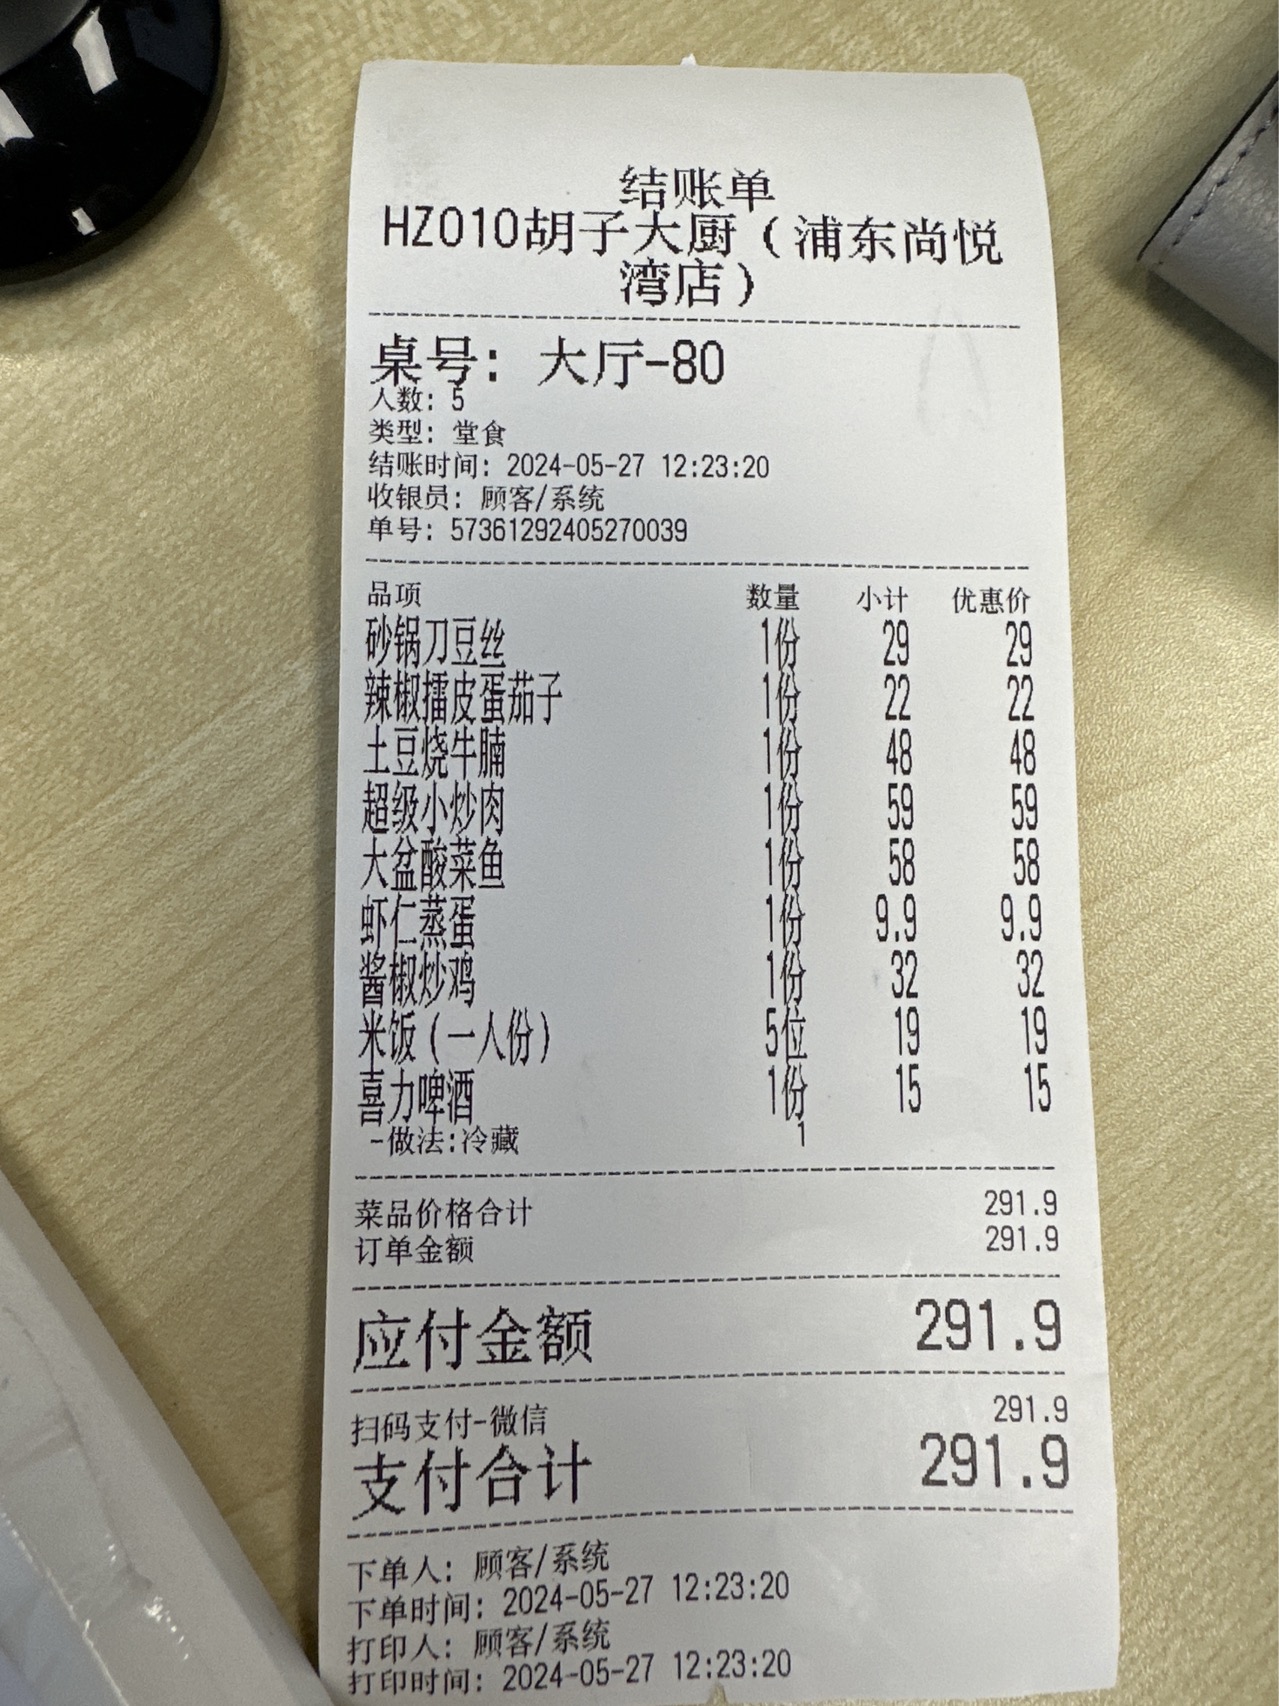 结账单
HZ010胡子大厨（浦东尚悦
湾店）
桌号: 大厅-80
人数: 5
类型: 堂食
结账时间: 2024-05-27 12:23:20
收银员: 顾客/系统
单号: 57361292405270039
品项 数量 小计 优惠价
砂锅刀豆丝 1份 29 29
辣椒擂皮蛋茄子 1份 22 22
土豆烧牛腩 1份 48 48
超级小炒肉 1份 59 59
大盆酸菜鱼 1份 58 58
虾仁蒸蛋 1份 9.9 9.9
酱椒炒鸡 1份 32 32
米饭（一人份） 5位 19 19
喜力啤酒 1份 15 15
-做法:冷藏 1
菜品价格合计 291.9
订单金额 291.9
应付金额 291.9
扫码支付-微信 291.9
支付合计 291.9
下单人: 顾客/系统
下单时间: 2024-05-27 12:23:20
打印人: 顾客/系统
打印时间: 2024-05-27 12:23:20